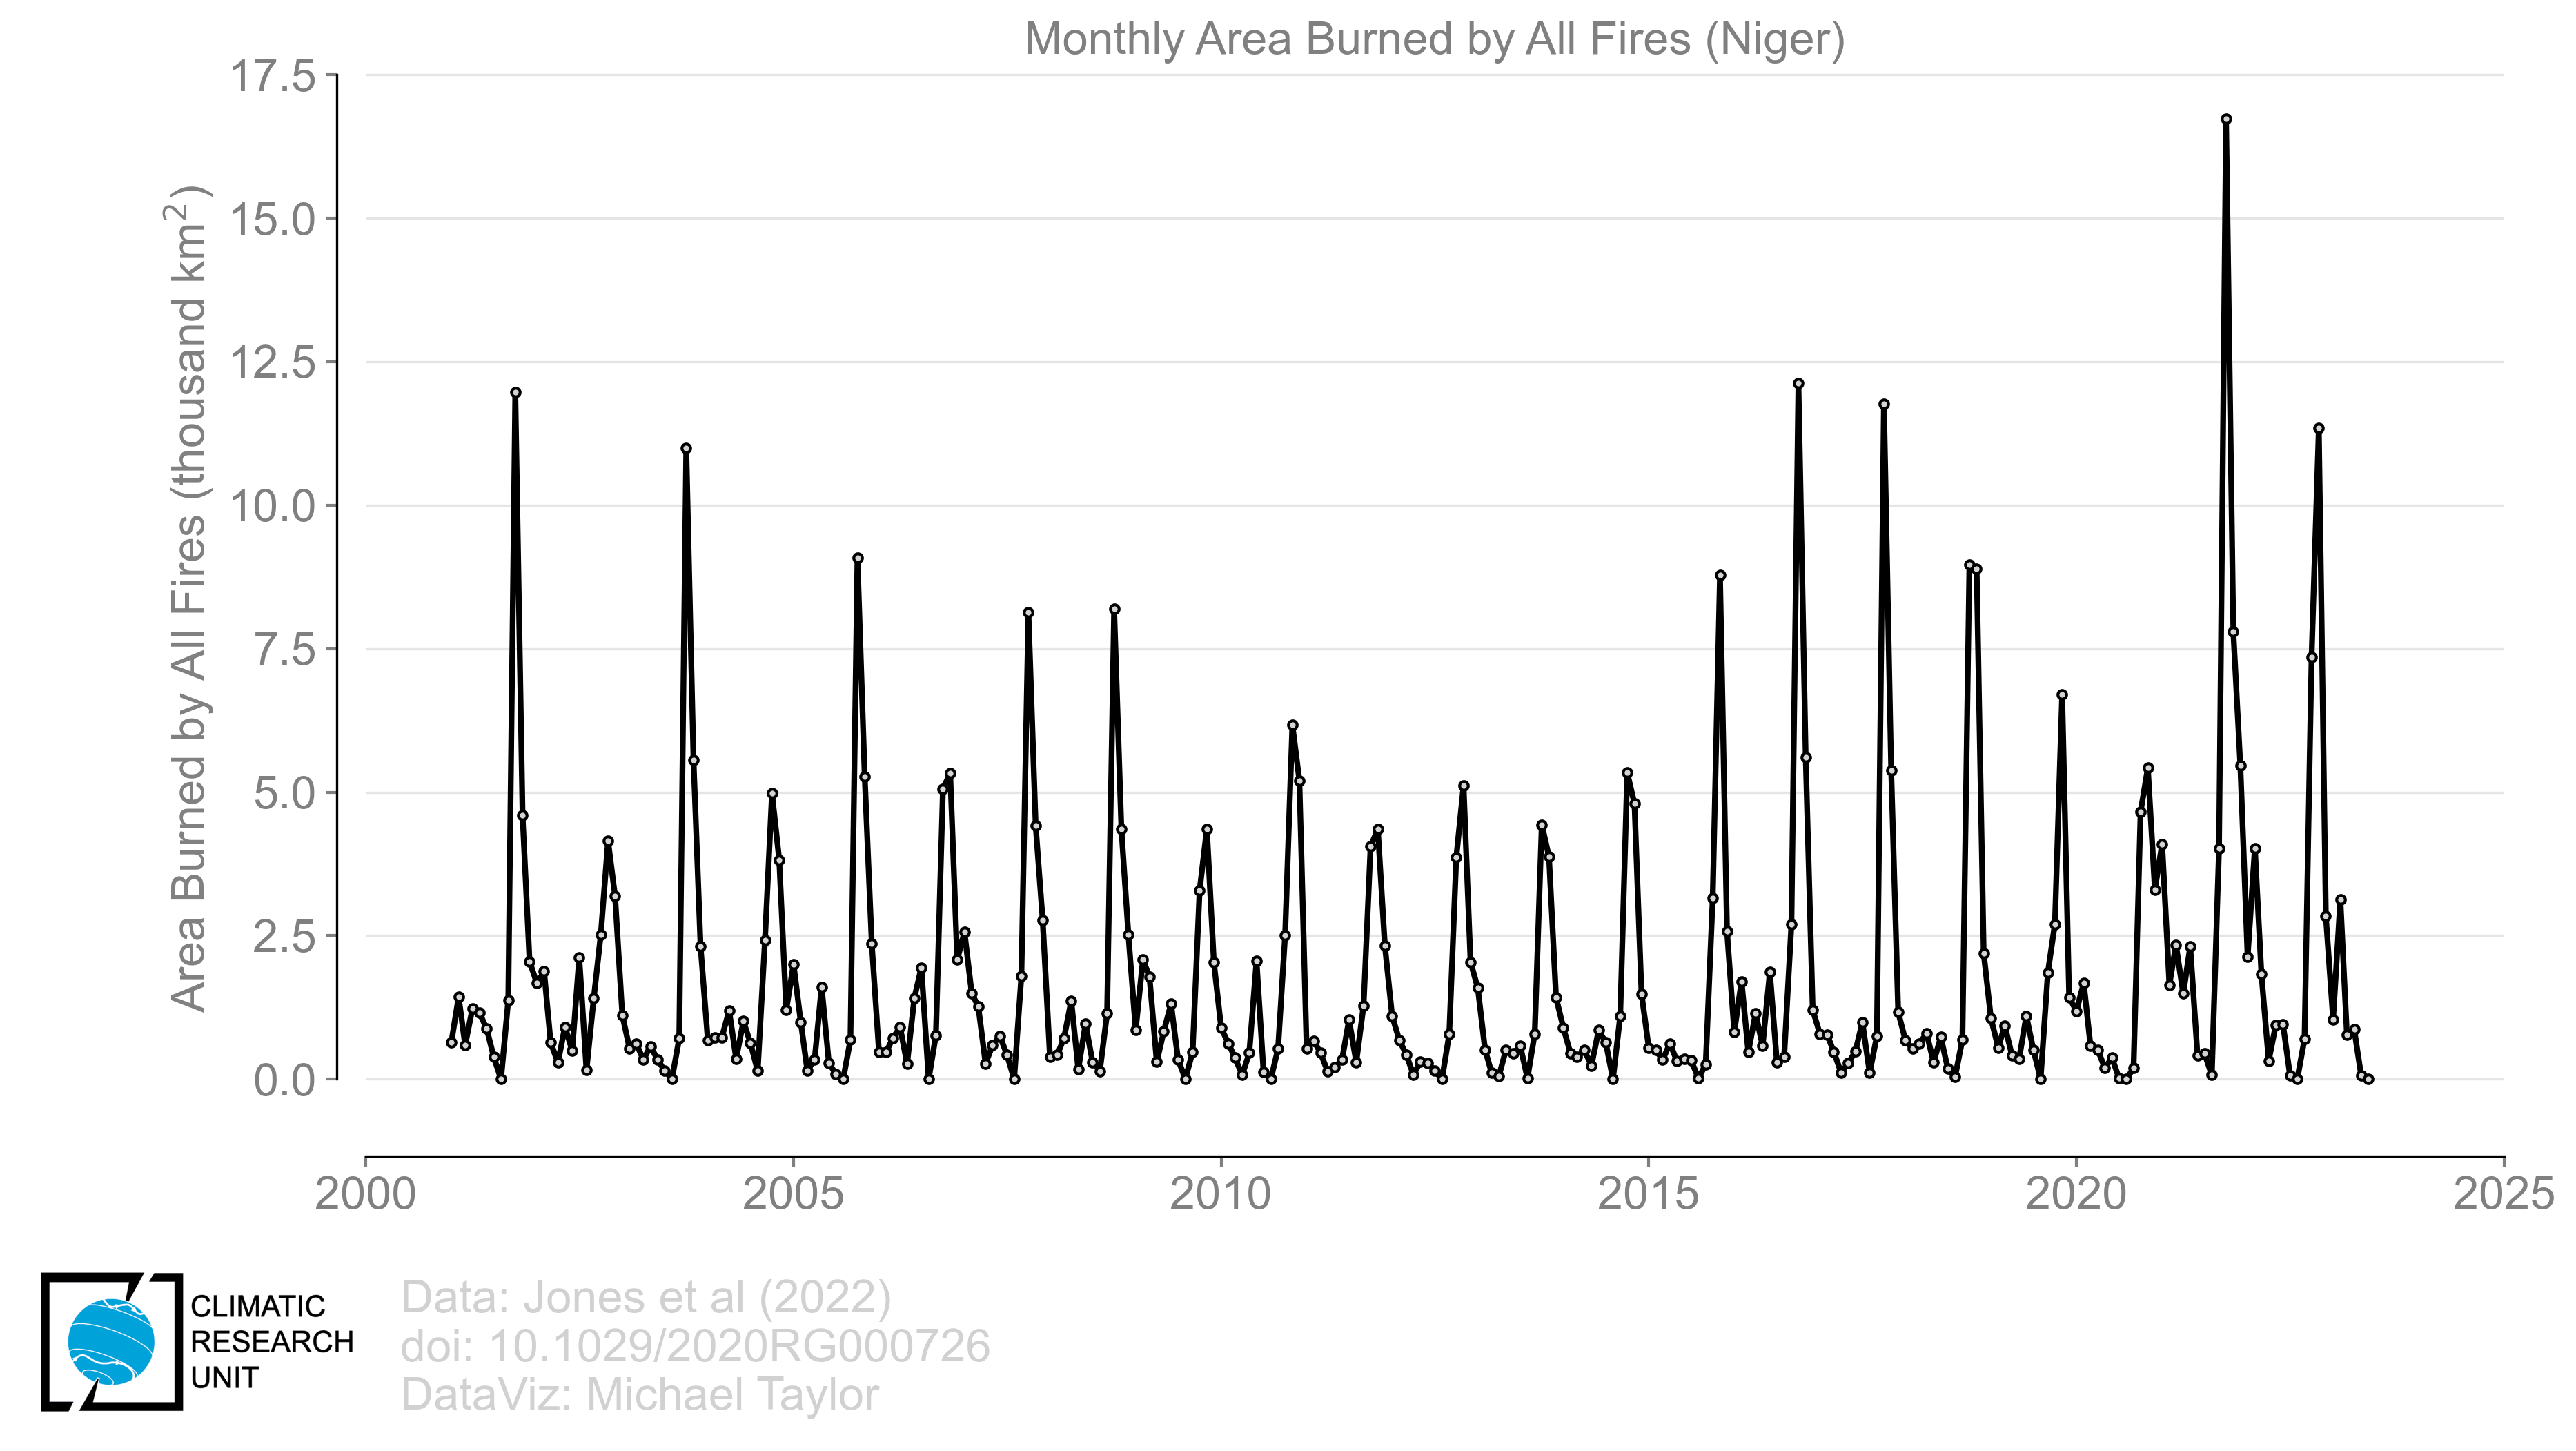 Monthly Area Burned by All Fires (Niger)
Area Burned by All Fires (thousand km²)
17.5
15.0
12.5
10.0
7.5
5.0
2.5
0.0
2000
2005
2010
2015
2020
2025
CLIMATIC
RESEARCH
UNIT
Data: Jones et al (2022)
doi: 10.1029/2020RG000726
DataViz: Michael Taylor